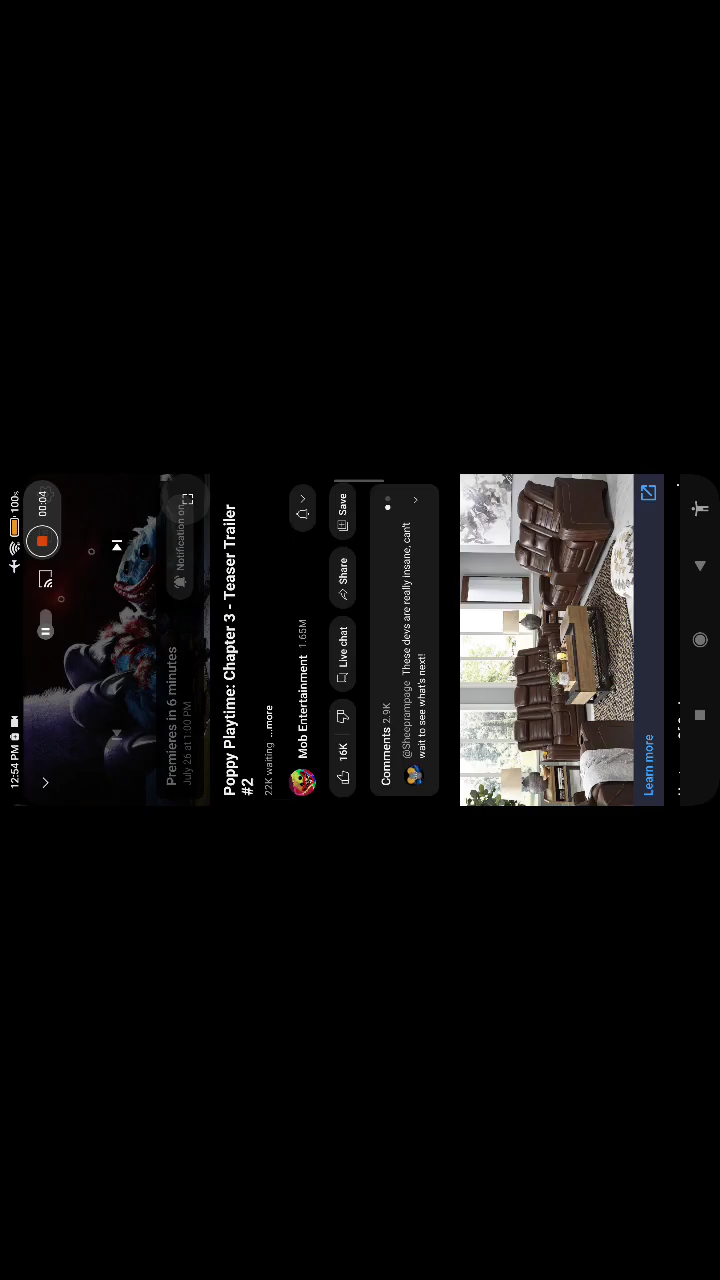 12:54 PM
100%
00:04
Premieres in 6 minutes
July 26 at 1:00 PM
Notification on
Poppy Playtime: Chapter 3 - Teaser Trailer
#2
22K waiting ...more
Mob Entertainment 1.65M
16K
Live chat
Share
Save
Comments 2.9K
@Sheeprampage These devs are really insane, can't
wait to see what's next!
Learn more